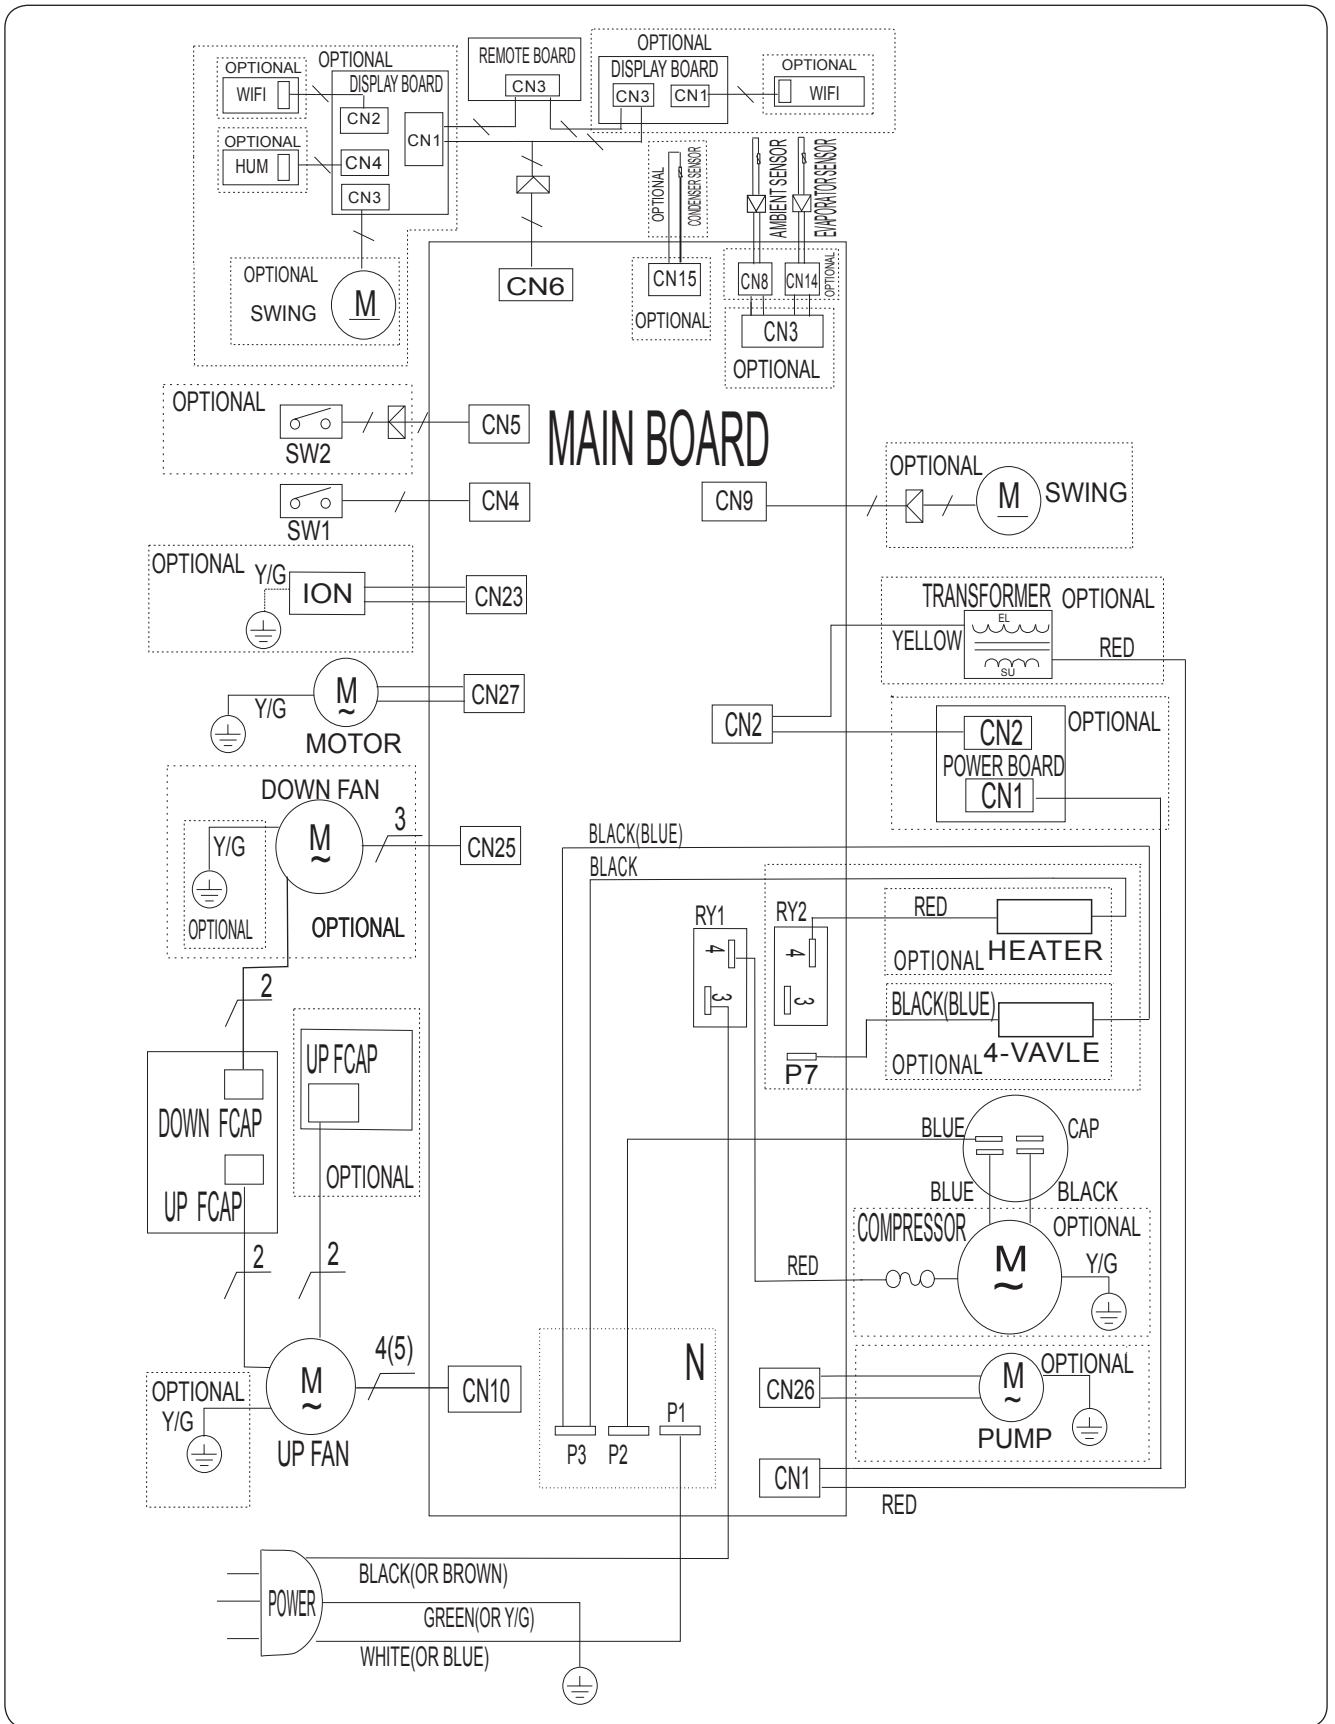 OPTIONAL
OPTIONAL
WIFI
DISPLAY BOARD
CN2
CN1
OPTIONAL
HUM
CN4
CN3
OPTIONAL
SWING
M
REMOTE BOARD
CN3
OPTIONAL
DISPLAY BOARD
CN3
CN1
OPTIONAL
WIFI
CN6
OPTIONAL
CONDENSER SENSOR
CN15
OPTIONAL
AMBIENT SENSOR
EVAPORATOR SENSOR
CN8
CN14
OPTIONAL
CN3
OPTIONAL
MAIN BOARD
OPTIONAL
SW2
CN5
SW1
CN4
OPTIONAL
Y/G
ION
CN23
M
~
Y/G
MOTOR
CN27
DOWN FAN
M
~
3
CN25
Y/G
OPTIONAL
OPTIONAL
2
DOWN FCAP
UP FCAP
UP FCAP
OPTIONAL
2
2
M
~
4(5)
CN10
OPTIONAL
Y/G
UP FAN
CN9
OPTIONAL
M
SWING
TRANSFORMER
OPTIONAL
EL
YELLOW
SU
RED
CN2
OPTIONAL
CN2
POWER BOARD
CN1
BLACK(BLUE)
BLACK
RY1
4
3
RY2
4
3
RED
HEATER
OPTIONAL
BLACK(BLUE)
4-VAVLE
OPTIONAL
P7
BLUE
CAP
BLUE
BLACK
COMPRESSOR
OPTIONAL
M
~
Y/G
RED
N
P3
P2
P1
CN26
M
~
OPTIONAL
PUMP
CN1
RED
POWER
BLACK(OR BROWN)
GREEN(OR Y/G)
WHITE(OR BLUE)